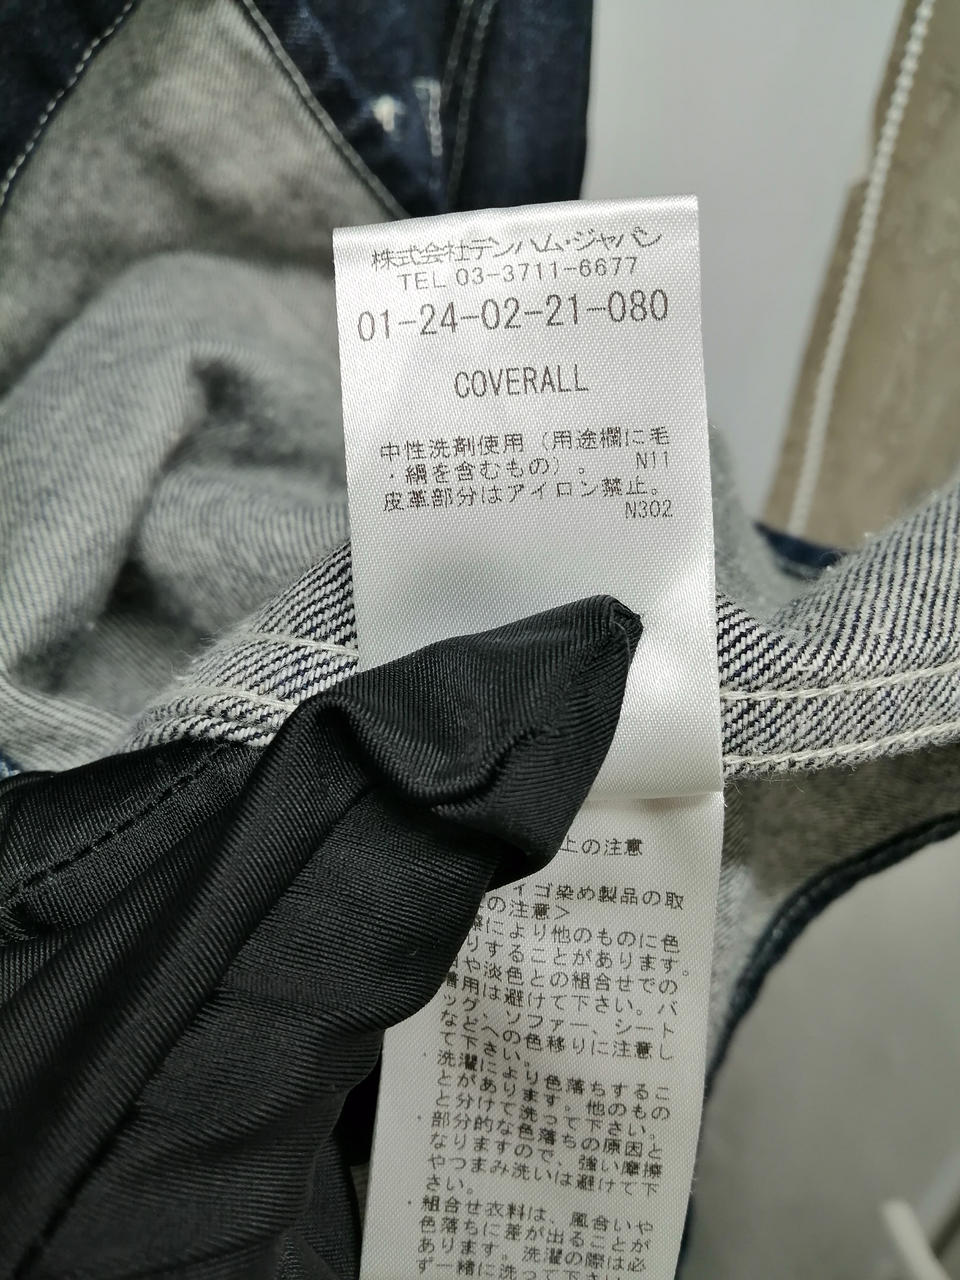 株式会社デンハム・ジャパン
TEL 03-3711-6677
01-24-02-21-080
COVERALL
中性洗剤使用（用途欄に毛
・絹を含むもの）。 N11
皮革部分はアイロン禁止。
N302
上の注意
イゴ染め製品の取
の注意＞
により他のものに色
りすることがあります。
や淡色との組合せでの
着用は避けて下さい。バ
ッグ、ソファー、シート
などへの色移りに注意し
て下さい。
・洗濯により色落ちするこ
とがあります。他のもの
と分けて洗って下さい。
・部分的な色落ちの原因と
なりますので、強い摩擦
やつまみ洗いは避けて下
さい。
・組合せ衣料は、風合いや
色落ちに差が出ることが
あります。洗濯の際は必
ず一緒に洗って下さい。